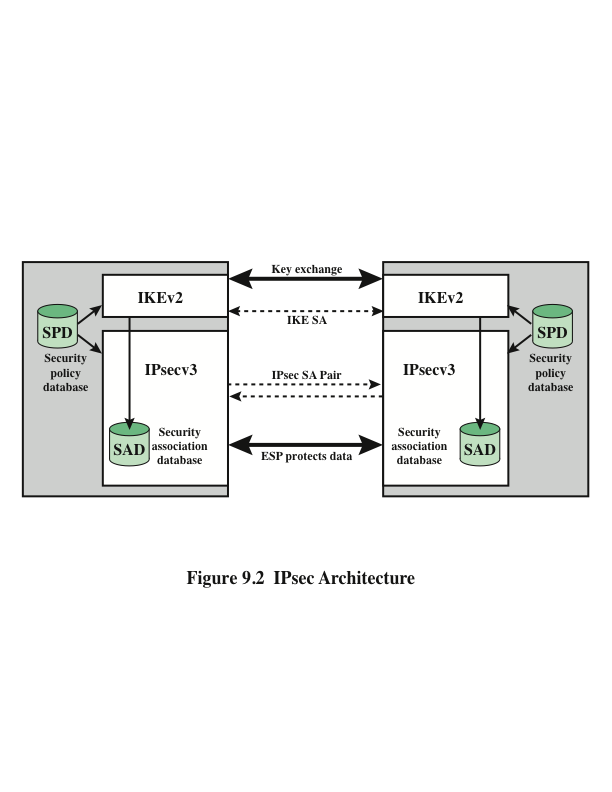 Key exchange
IKEv2
IKEv2
IKE SA
SPD
SPD
Security
policy
database
Security
policy
database
IPsecv3
IPsec SA Pair
IPsecv3
SAD
Security
association
database
ESP protects data
Security
association
database
SAD
Figure 9.2 IPsec Architecture